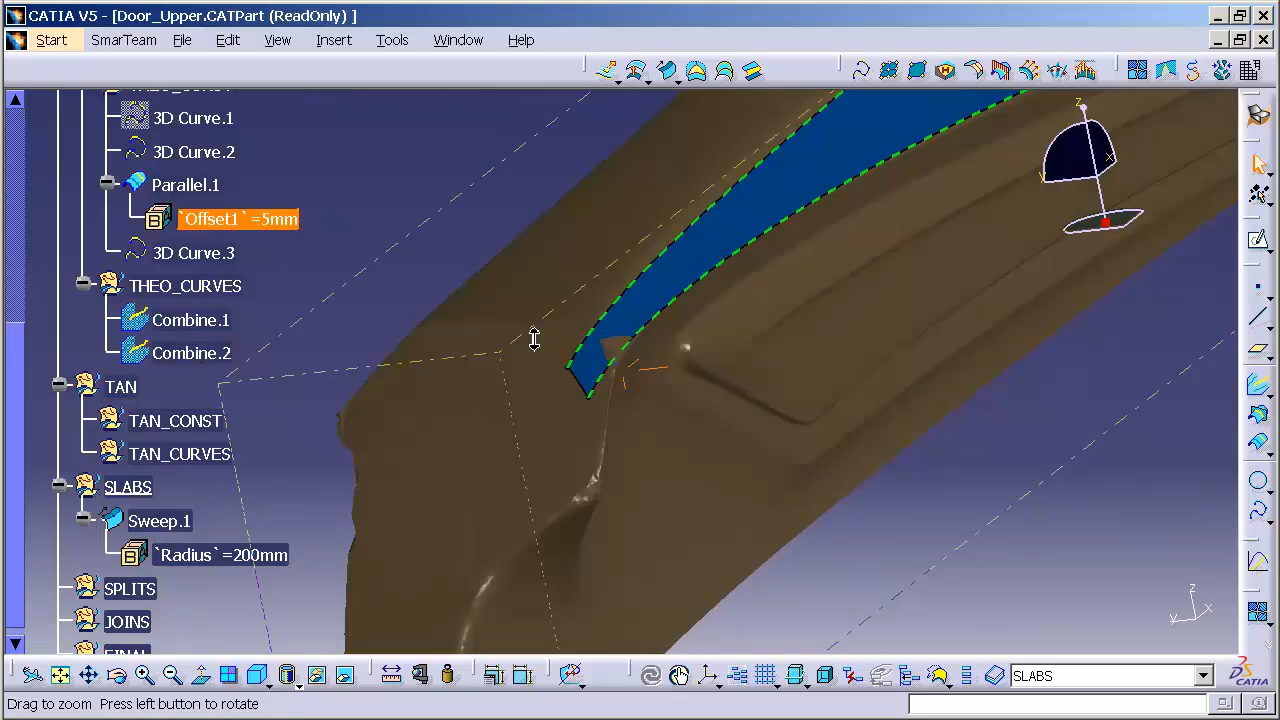 CATIA V5 - [Door_Upper.CATPart (ReadOnly) ]
Start SmarTeam File Edit View Insert Tools Window Help
3D Curve.1
3D Curve.2
Parallel.1
`Offset1`=5mm
3D Curve.3
THEO_CURVES
Combine.1
Combine.2
TAN
TAN_CONST
TAN_CURVES
SLABS
Sweep.1
`Radius`=200mm
SPLITS
JOINS
z
x
y
z
x
y
SLABS
CATIA
Drag to zoom Press left button to rotate